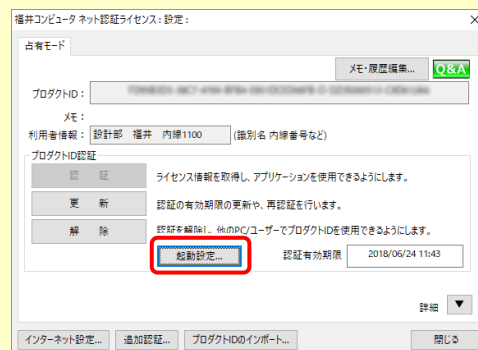 福井コンピュータ ネット認証ライセンス : 設定 :
占有モード
メモ・履歴編集... Q&A
プロダクトID :
メモ :
利用者情報 : 設計部 福井 内線1100 (識別名 内線番号など)
プロダクトID認証
認 証 ライセンス情報を取得し、アプリケーションを使用できるようにします。
更 新 認証の有効期限の更新や、再認証を行います。
解 除 認証を解除し、他のPC/ユーザーでプロダクトIDを使用できるようにします。
起動設定... 認証有効期限 2018/06/24 11:43
詳細 ▼
インターネット設定... 追加認証... プロダクトIDのインポート... 閉じる